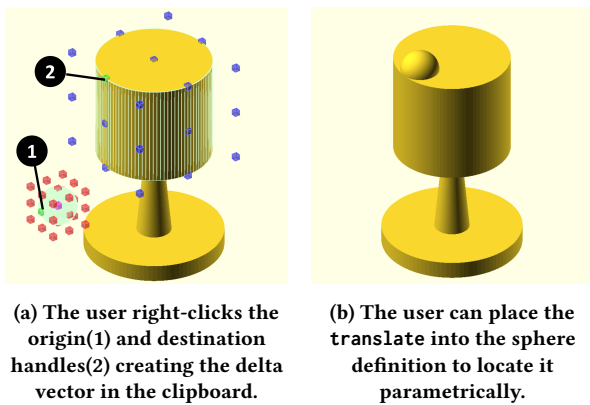 2
1
(a) The user right-clicks the
origin(1) and destination
handles(2) creating the delta
vector in the clipboard.
(b) The user can place the
translate into the sphere
definition to locate it
parametrically.